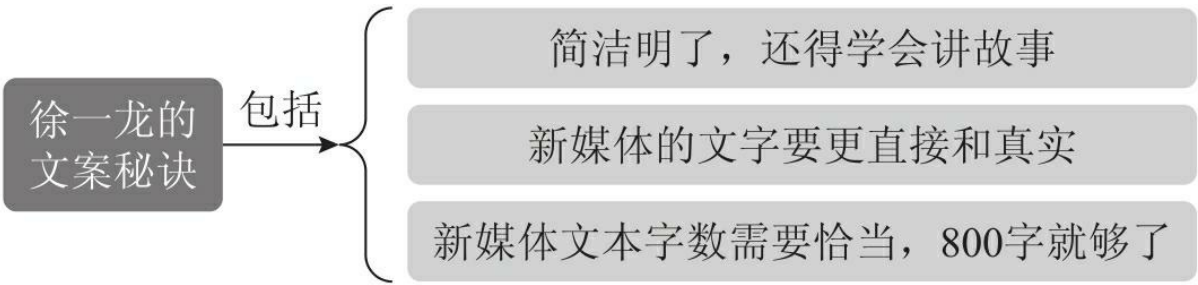 徐一龙的
文案秘诀
包括
简洁明了，还得学会讲故事
新媒体的文字要更直接和真实
新媒体文本字数需要恰当，800字就够了